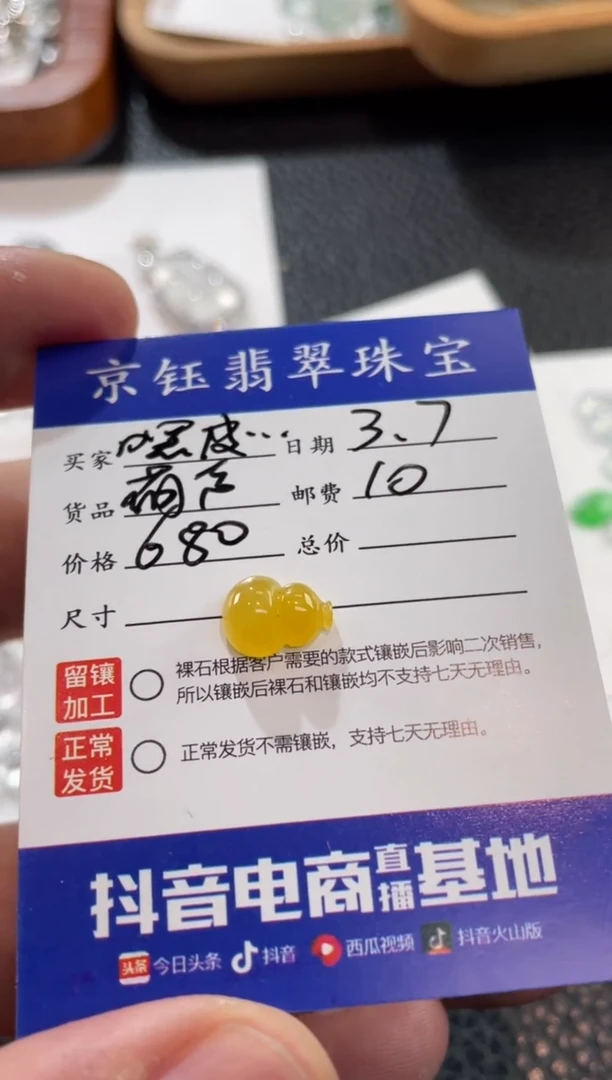 京钰翡翠珠宝
买家 嘿皮... 日期 3.7
货品 葫芦 邮费 10
价格 680 总价
尺寸
留镶加工 裸石根据客户需要的款式镶嵌后影响二次销售，
所以镶嵌后裸石和镶嵌均不支持七天无理由。
正常发货 正常发货不需镶嵌，支持七天无理由。
抖音电商直播基地
头条 今日头条 抖音 西瓜视频 抖音火山版